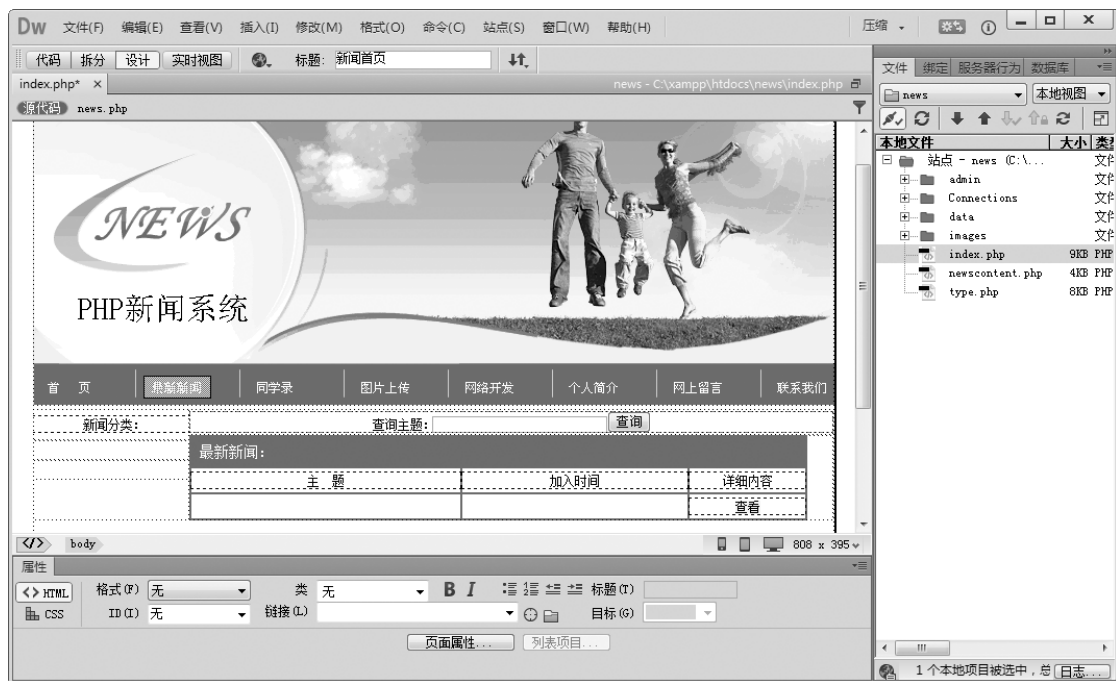 Dw 文件(F) 编辑(E) 查看(V) 插入(I) 修改(M) 格式(O) 命令(C) 站点(S) 窗口(W) 帮助(H) 压缩
代码 拆分 设计 实时视图 标题: 新闻首页
index.php* × news - C:\xampp\htdocs\news\index.php
源代码 news.php
NEWS
PHP新闻系统
首 页 最新新闻 同学录 图片上传 网络开发 个人简介 网上留言 联系我们
新闻分类: 查询主题: 查询
最新新闻:
主 题 加入时间 详细内容
查看
body 808 x 395
属性
<> HTML 格式(F) 无 类 无 B I 标题(T)
CSS ID(I) 无 链接(L) 目标(G)
页面属性... 列表项目...
文件 绑定 服务器行为 数据库
news 本地视图
本地文件 大小
站点 - news (C:\...
admin
Connections
data
images
index.php 9KB PHP
newscontent.php 4KB PHP
type.php 8KB PHP
1 个本地项目被选中,总 日志...